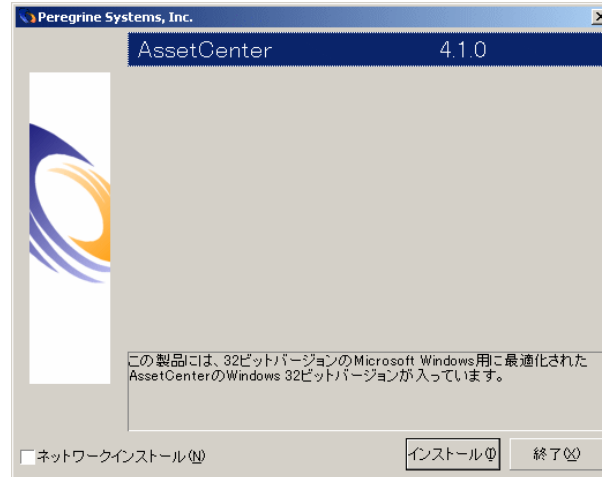 Peregrine Systems, Inc.
AssetCenter 4.1.0
この製品には、32ビットバージョンのMicrosoft Windows用に最適化された
AssetCenterのWindows 32ビットバージョンが入っています。
ネットワークインストール(N)
インストール(I)
終了(X)